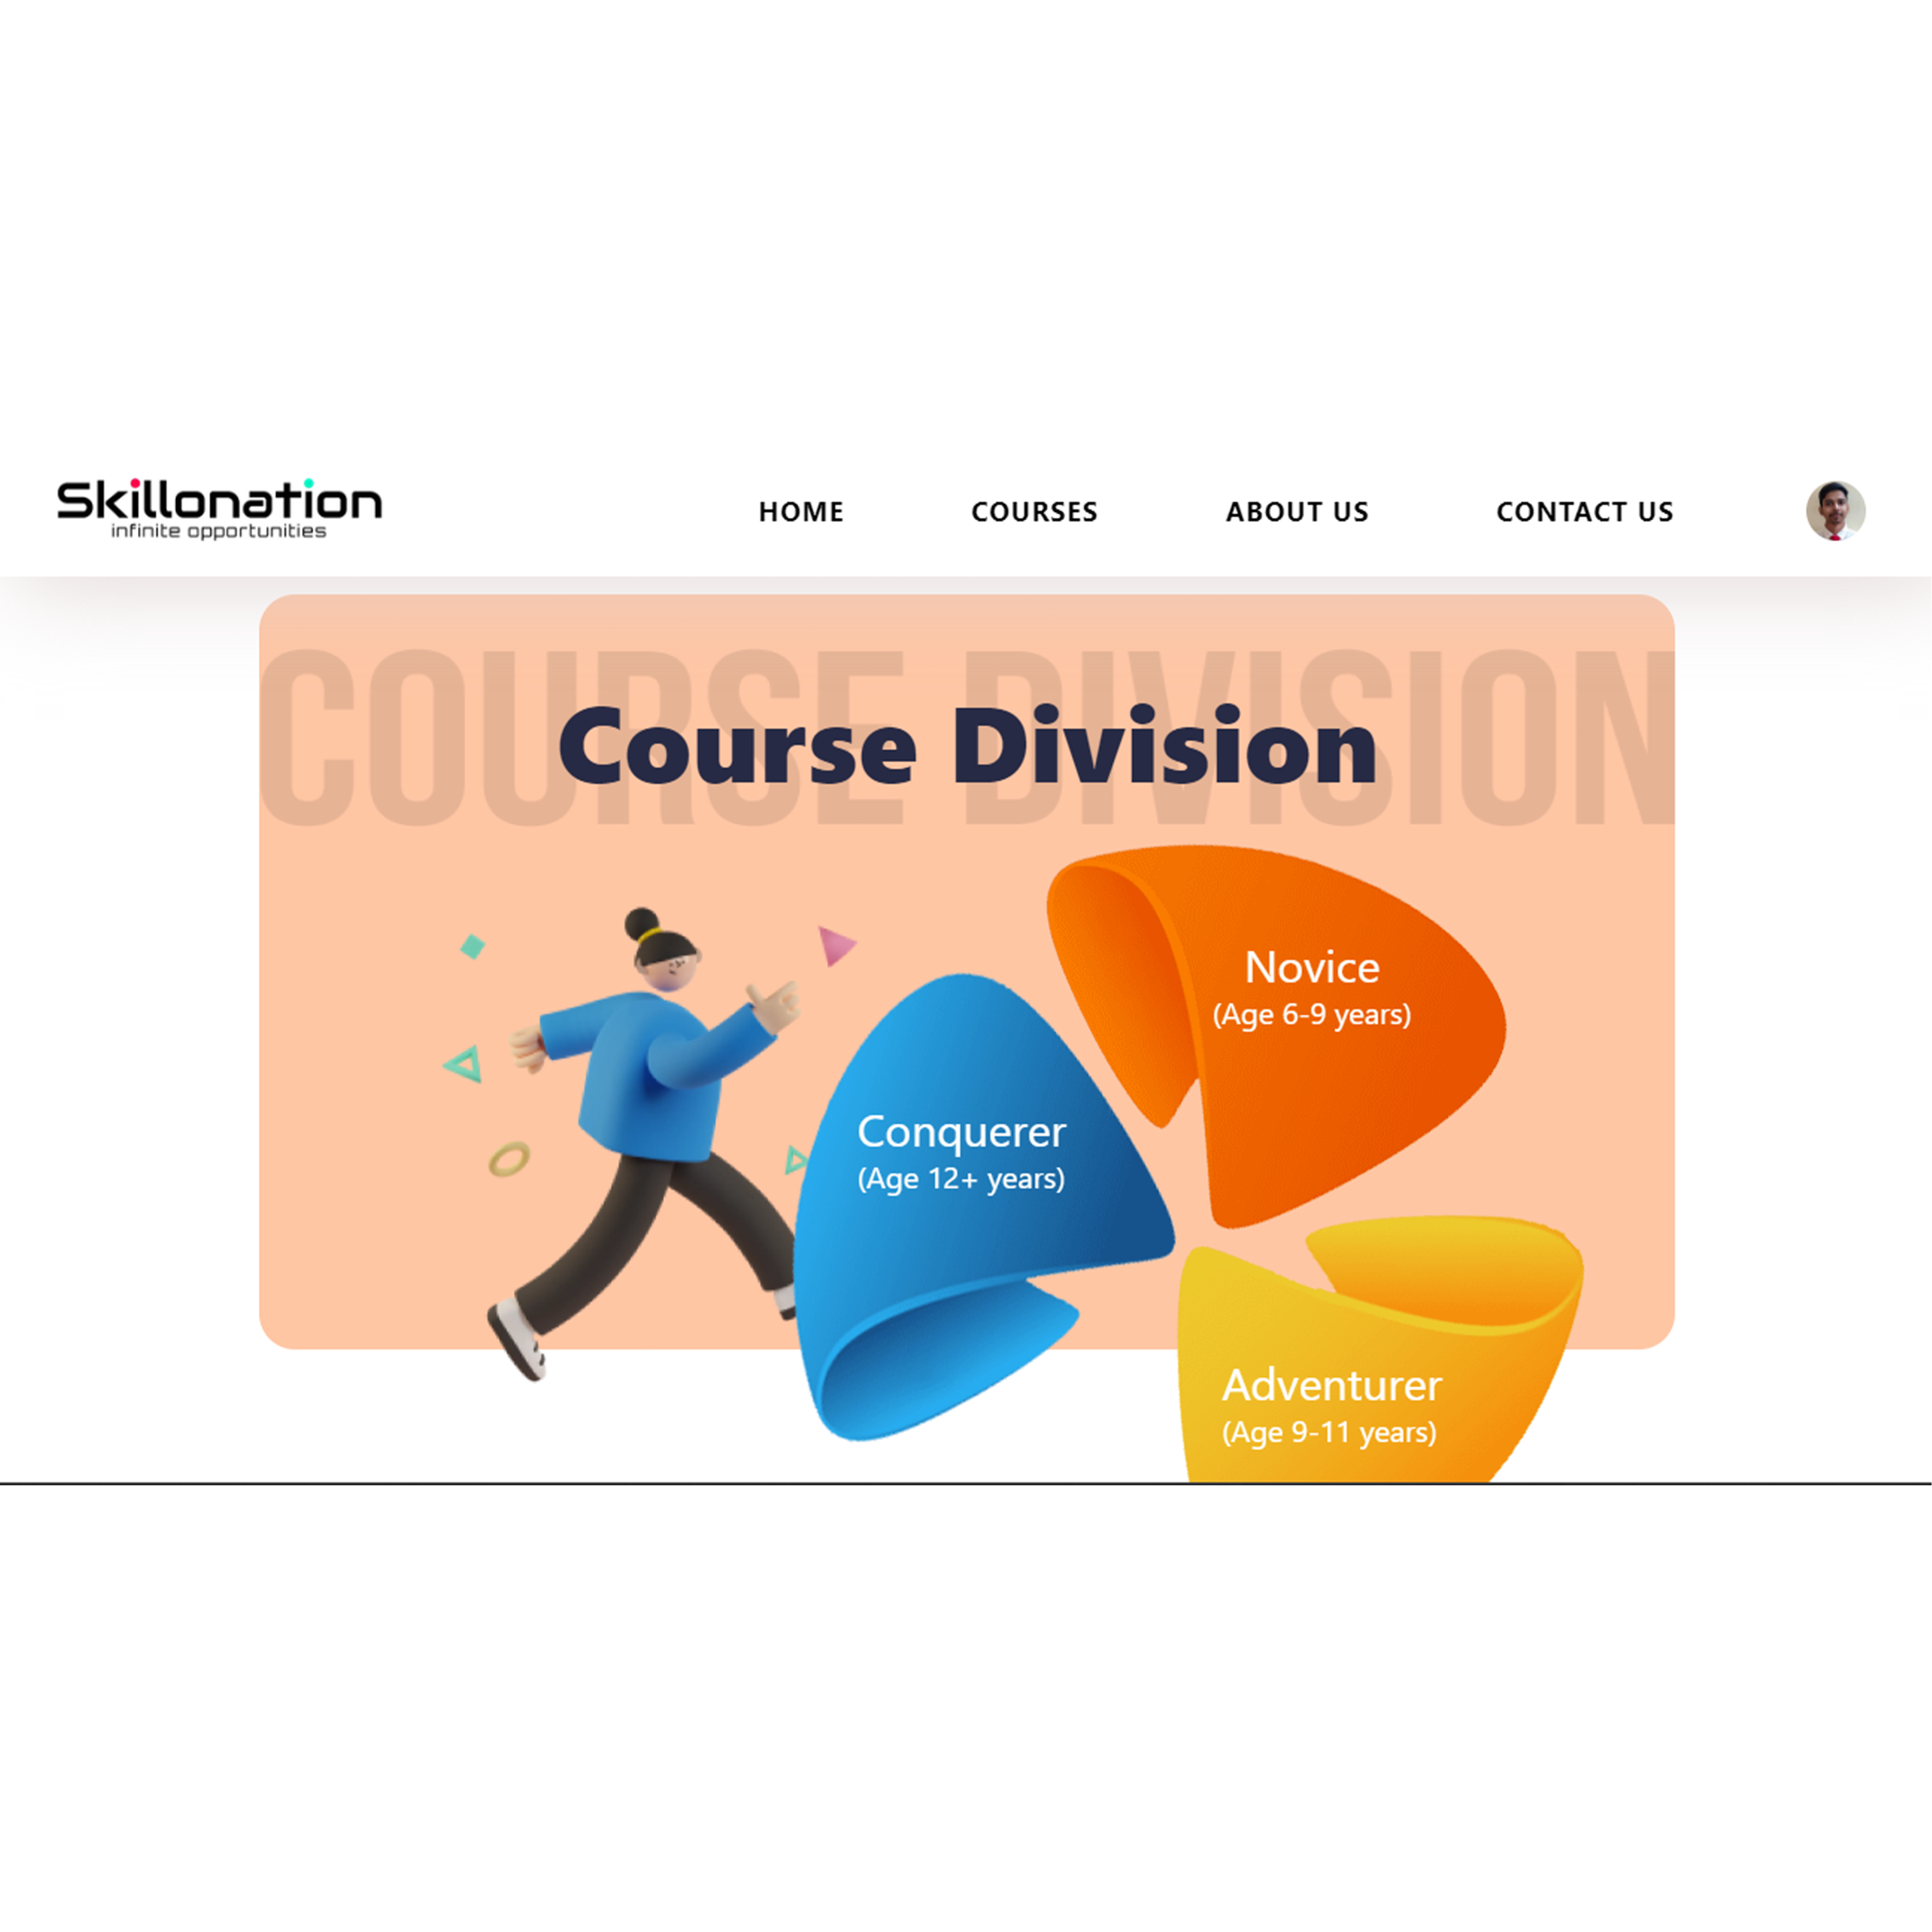 Skillonation
infinite opportunities
HOME COURSES ABOUT US CONTACT US
COURSE DIVISION
Course Division
Novice
(Age 6-9 years)
Conquerer
(Age 12+ years)
Adventurer
(Age 9-11 years)